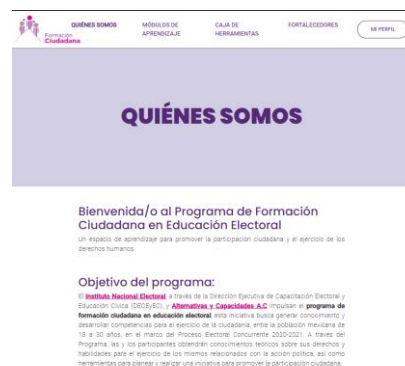 QUIÉNES SOMOS
MÓDULOS DE
APRENDIZAJE
CAJA DE
HERRAMIENTAS
FORTALECEDORES
MI PERFIL
Formación
Ciudadana
QUIÉNES SOMOS
Bienvenida/o al Programa de Formación
Ciudadana en Educación Electoral
Un espacio de aprendizaje para promover la participación ciudadana y el ejercicio de los
derechos humanos.
Objetivo del programa:
El Instituto Nacional Electoral, a través de la Dirección Ejecutiva de Capacitación Electoral y
Educación Cívica (DECEyEC), y Alternativas y Capacidades A.C impulsan el programa de
formación ciudadana en educación electoral, esta iniciativa busca generar conocimiento y
desarrollar competencias para el ejercicio de la ciudadanía, entre la población mexicana de
18 a 30 años, en el marco del Proceso Electoral Concurrente 2020-2021. A través del
Programa, las y los participantes obtendrán conocimientos teóricos sobre sus derechos y
habilidades para el ejercicio de los mismos relacionados con la acción política, así como
herramientas para planear y realizar una iniciativa para promover la participación ciudadana.